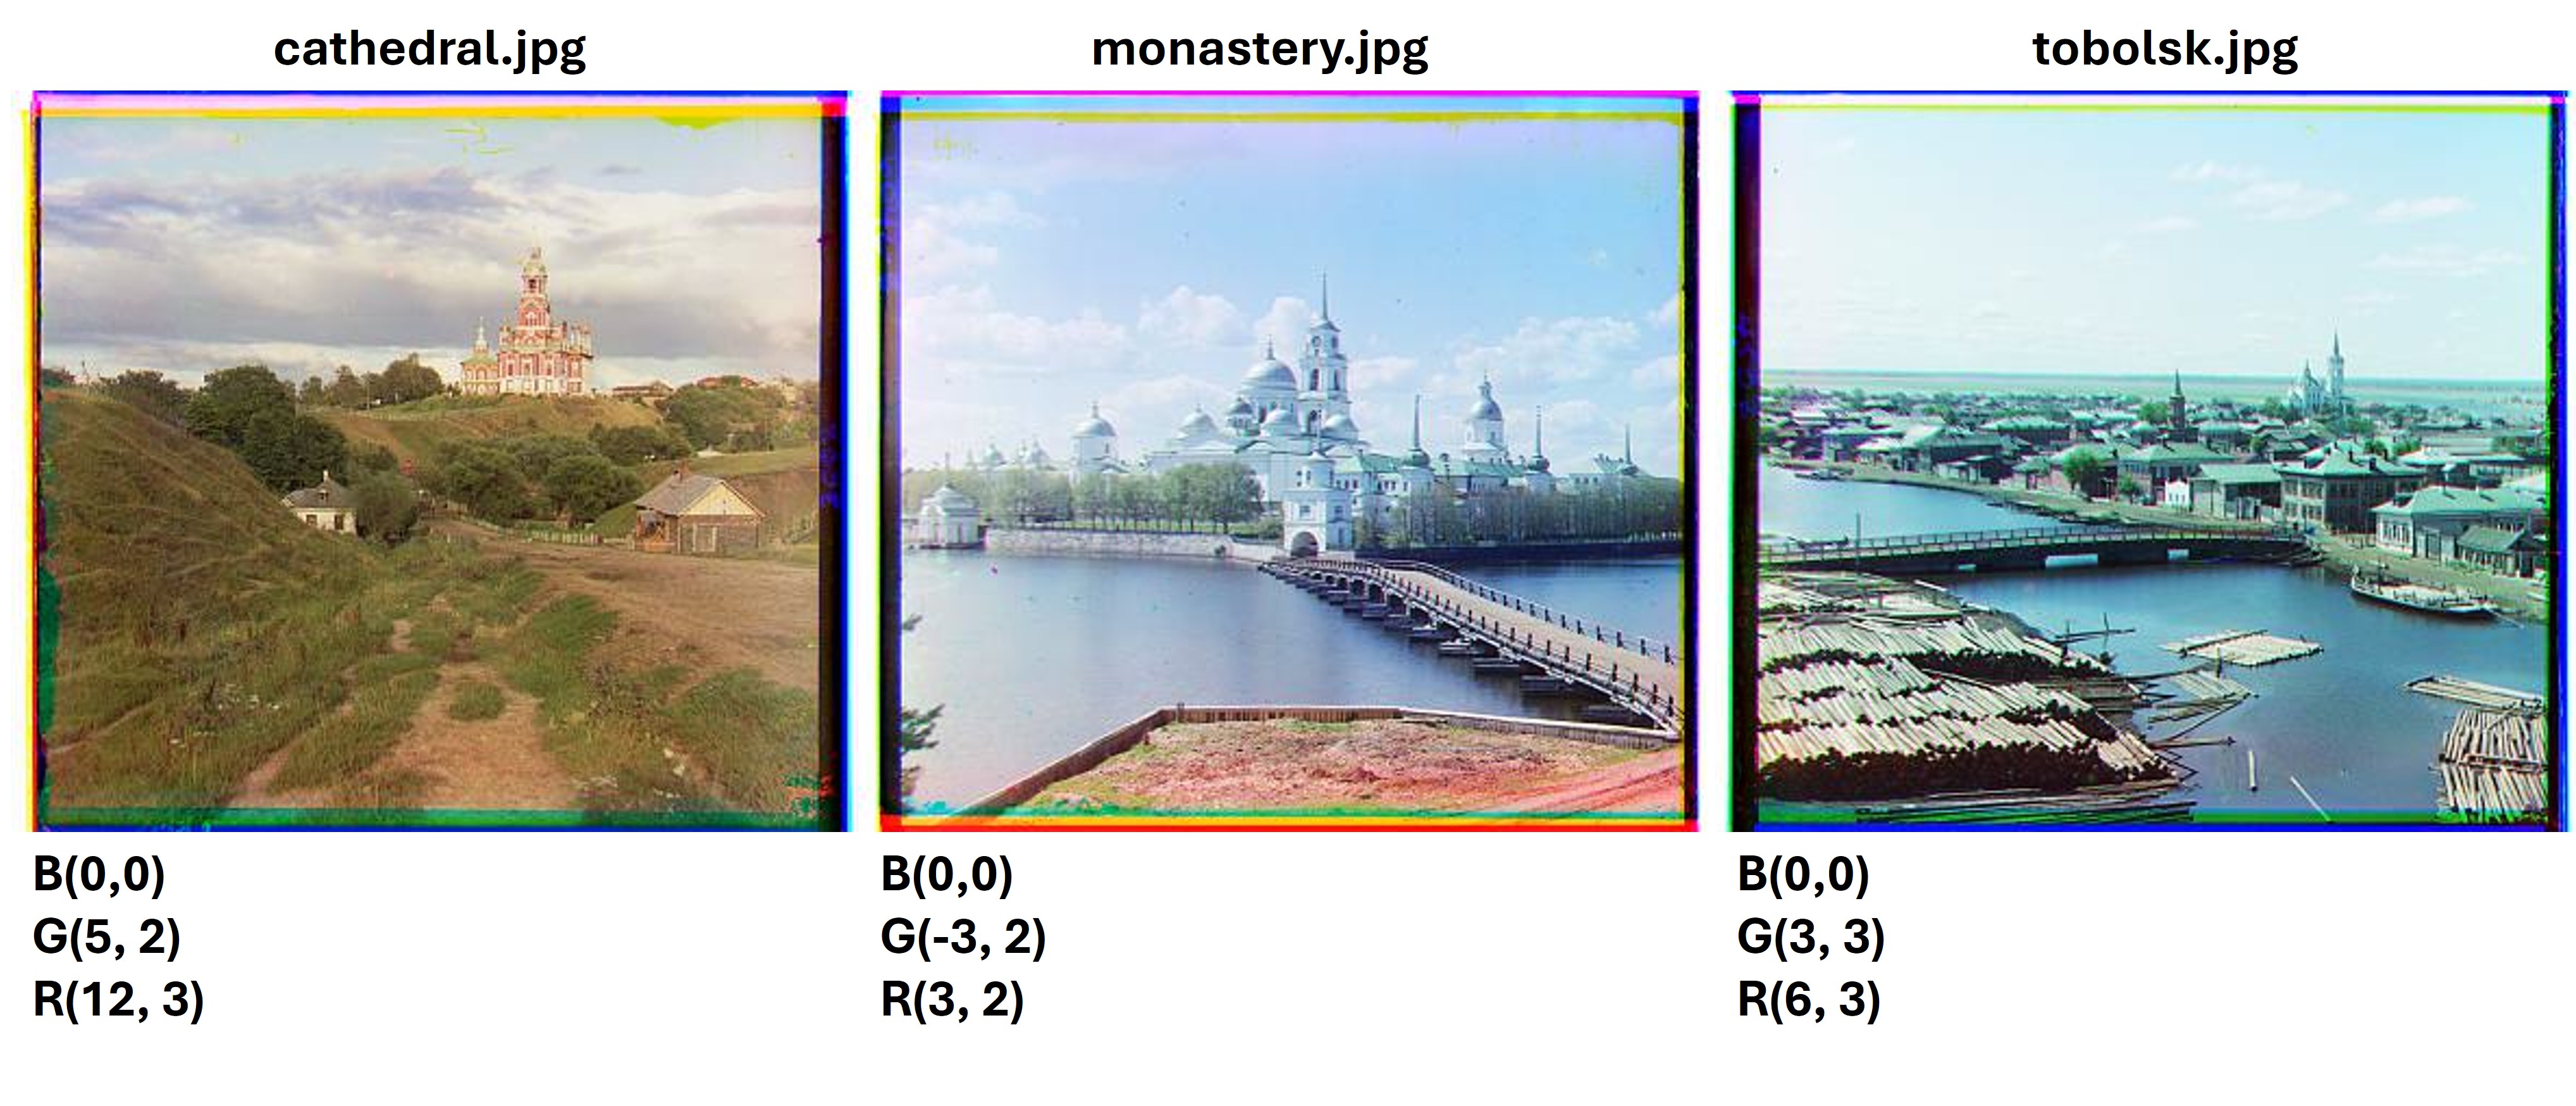 cathedral.jpg
monastery.jpg
tobolsk.jpg
B(0,0)
G(5, 2)
R(12, 3)
B(0,0)
G(-3, 2)
R(3, 2)
B(0,0)
G(3, 3)
R(6, 3)